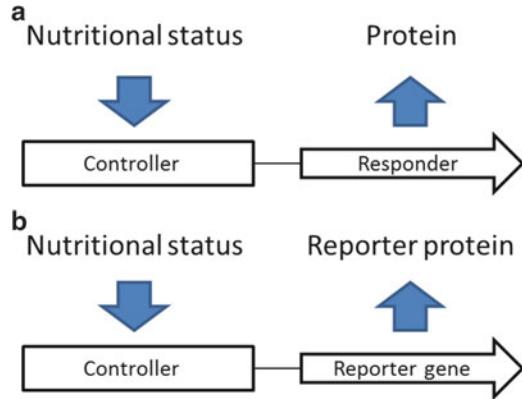 a
Nutritional status Protein
Controller Responder
b
Nutritional status Reporter protein
Controller Reporter gene